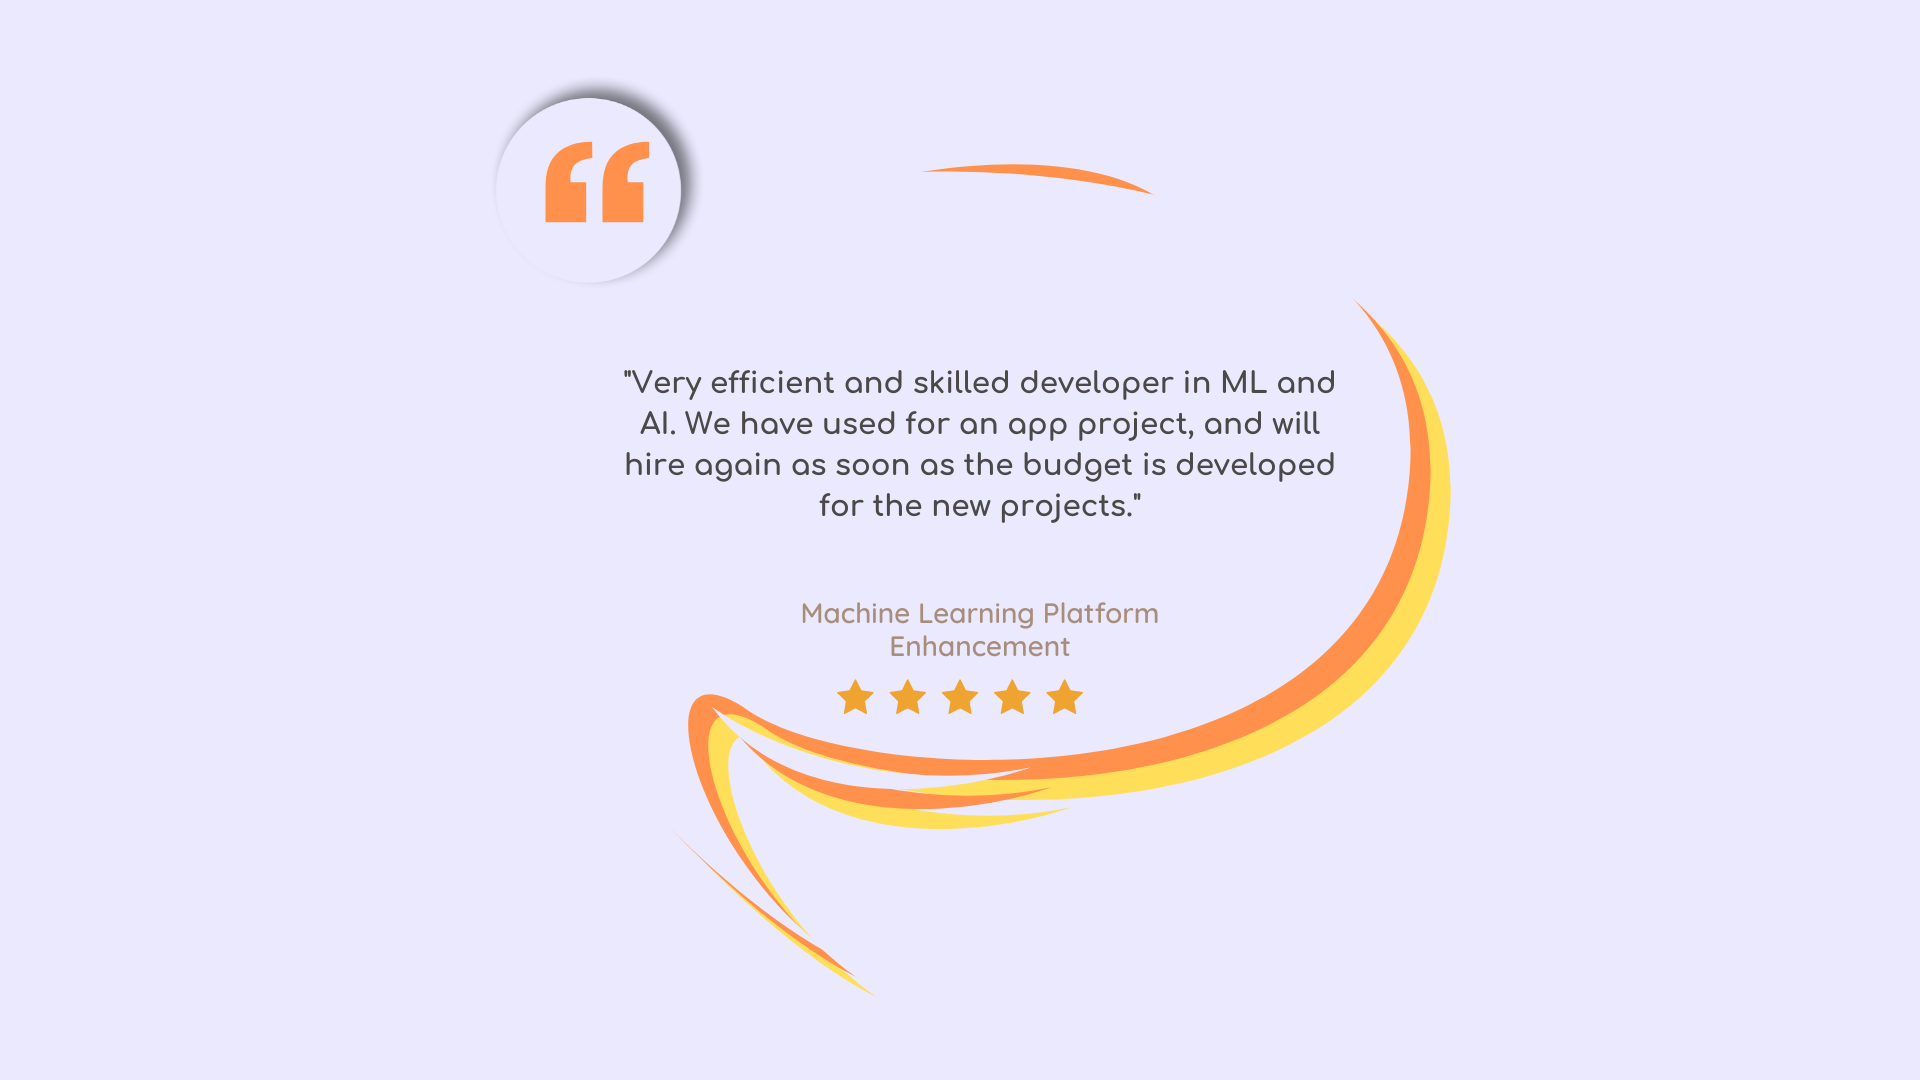 "Very efficient and skilled developer in ML and
AI. We have used for an app project, and will
hire again as soon as the budget is developed
for the new projects."
Machine Learning Platform
Enhancement